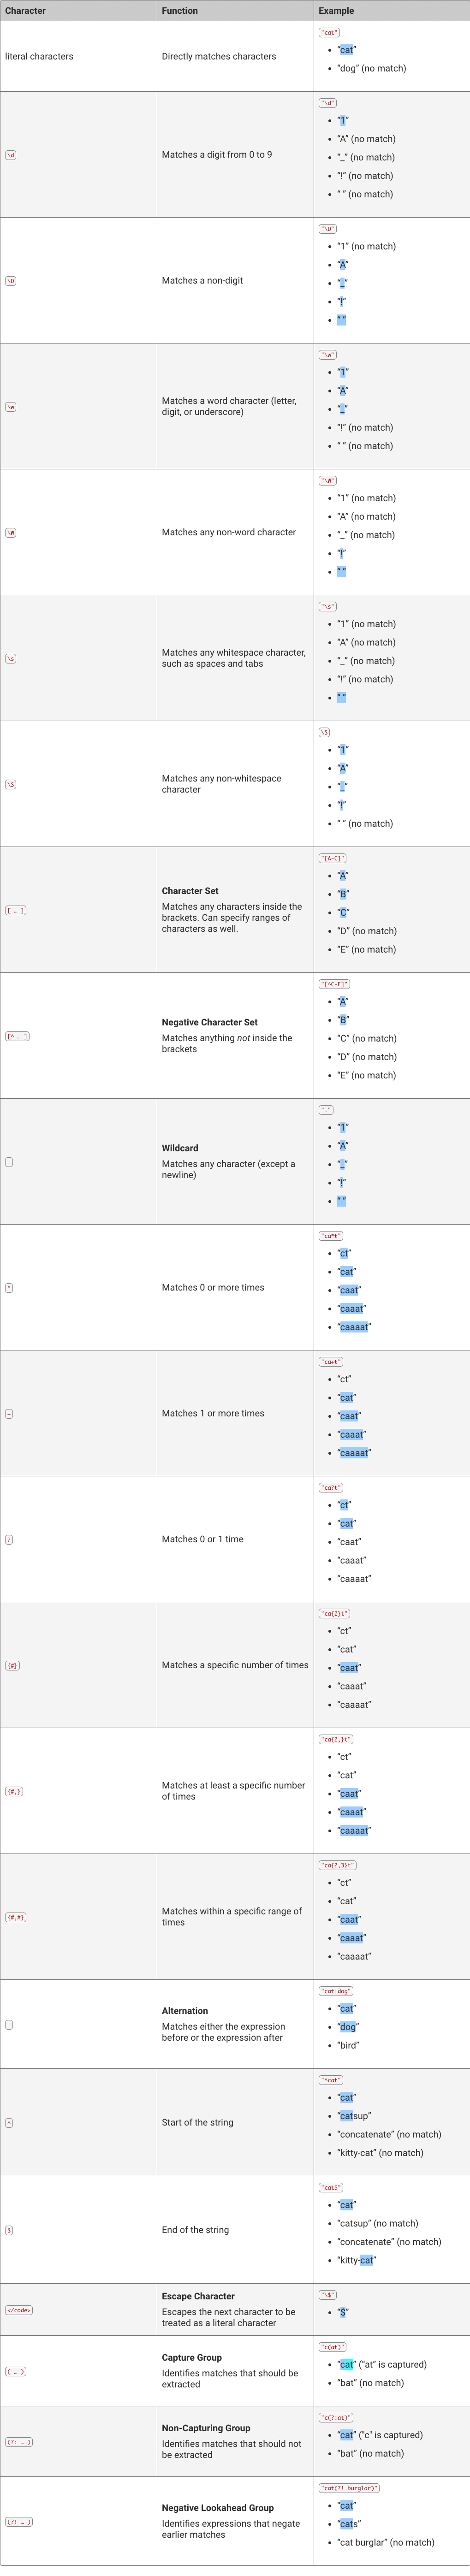 Character Function Example
literal characters Directly matches characters "cat"
“cat”
“dog” (no match)
\d Matches a digit from 0 to 9 "\d"
“1”
“A” (no match)
“_” (no match)
“!” (no match)
“ ” (no match)
\D Matches a non-digit "\D"
“1” (no match)
“A”
“_”
“!”
“ ”
\w Matches a word character (letter,
digit, or underscore)
"\w"
“1”
“A”
“_”
“!” (no match)
“ ” (no match)
\W Matches any non-word character "\W"
“1” (no match)
“A” (no match)
“_” (no match)
“!”
“ ”
\s Matches any whitespace character,
such as spaces and tabs
"\s"
“1” (no match)
“A” (no match)
“_” (no match)
“!” (no match)
“ ”
\S Matches any non-whitespace
character
\S
“1”
“A”
“_”
“!”
“ ” (no match)
[ … ] Character Set
Matches any characters inside the
brackets. Can specify ranges of
characters as well.
"[A-C]"
“A”
“B”
“C”
“D” (no match)
“E” (no match)
[^ … ] Negative Character Set
Matches anything not inside the
brackets
"[^C-E]"
“A”
“B”
“C” (no match)
“D” (no match)
“E” (no match)
. Wildcard
Matches any character (except a
newline)
"."
“1”
“A”
“_”
“!”
“ ”
* Matches 0 or more times "ca*t"
“ct”
“cat”
“caat”
“caaat”
“caaaat”
+ Matches 1 or more times "ca+t"
“ct”
“cat”
“caat”
“caaat”
“caaaat”
? Matches 0 or 1 time "ca?t"
“ct”
“cat”
“caat”
“caaat”
“caaaat”
{#} Matches a specific number of times "ca{2}t"
“ct”
“cat”
“caat”
“caaat”
“caaaat”
{#,} Matches at least a specific number
of times
"ca{2,}t"
“ct”
“cat”
“caat”
“caaat”
“caaaat”
{#,#} Matches within a specific range of
times
"ca{2,3}t"
“ct”
“cat”
“caat”
“caaat”
“caaaat”
| Alternation
Matches either the expression
before or the expression after
"cat|dog"
“cat”
“dog”
“bird”
^ Start of the string "^cat"
“cat”
“catsup”
“concatenate” (no match)
“kitty-cat” (no match)
$ End of the string "cat$"
“cat”
“catsup” (no match)
“concatenate” (no match)
“kitty-cat”
</code> Escape Character
Escapes the next character to be
treated as a literal character
"\$"
“$”
( … ) Capture Group
Identifies matches that should be
extracted
"c(at)"
“cat” (“at” is captured)
“bat” (no match)
(?: … ) Non-Capturing Group
Identifies matches that should not
be extracted
"c(?:at)"
“cat” (“c” is captured)
“bat” (no match)
(?! … ) Negative Lookahead Group
Identifies expressions that negate
earlier matches
"cat(?! burglar)"
“cat”
“cats”
“cat burglar” (no match)